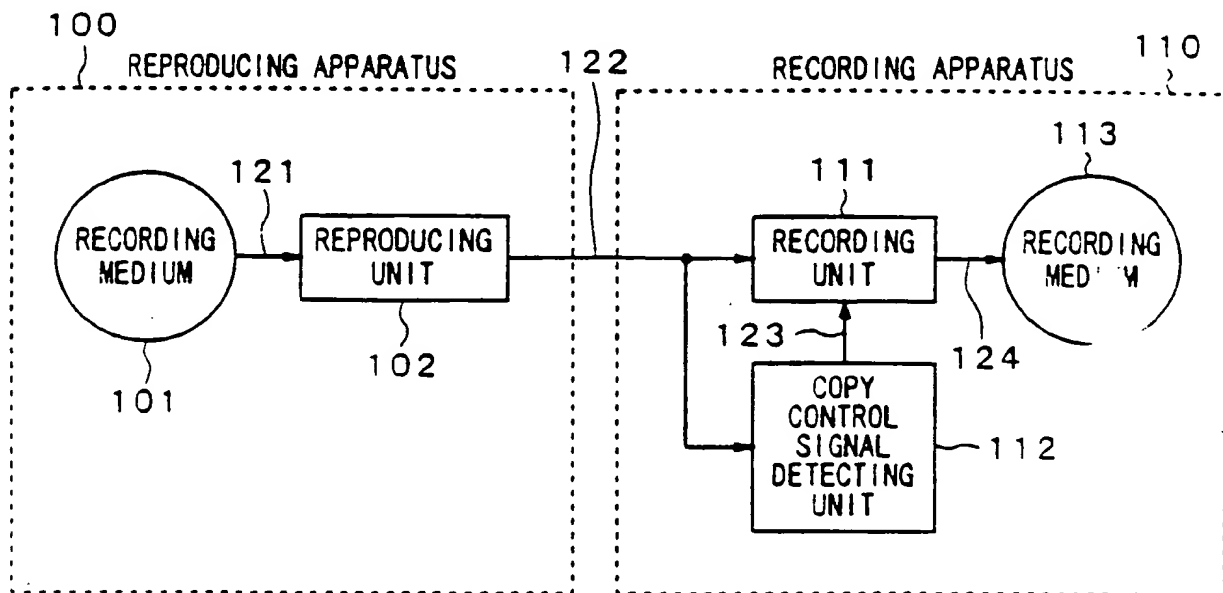 100
REPRODUCING APPARATUS
122
RECORDING APPARATUS
110
121
RECORDING
MEDIUM
101
REPRODUCING
UNIT
102
111
RECORDING
UNIT
123
COPY
CONTROL
SIGNAL
DETECTING
UNIT
112
124
113
RECORDING